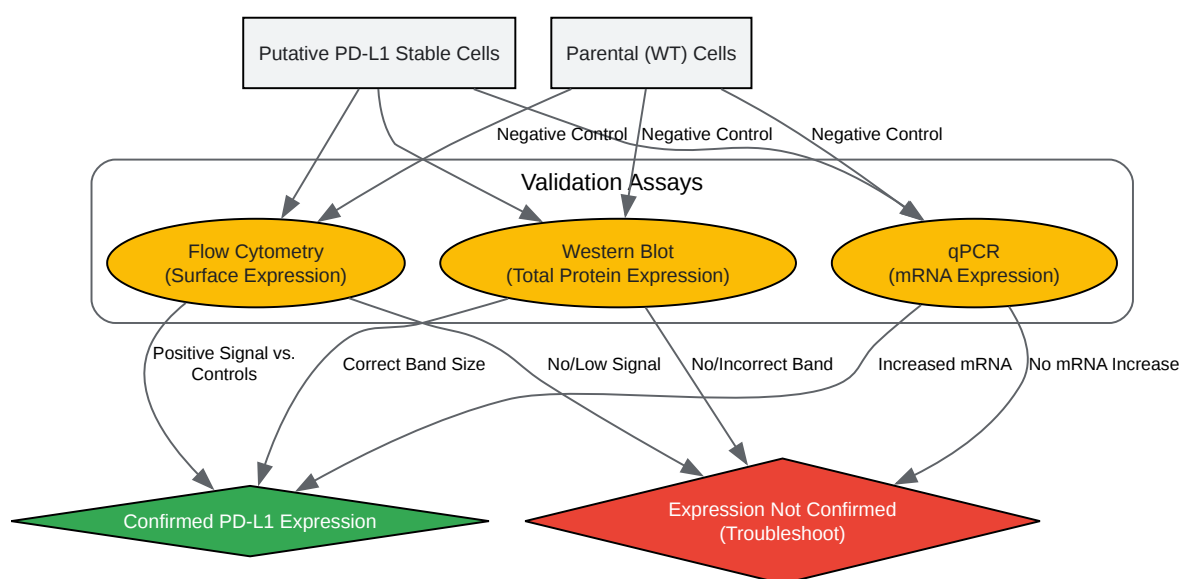 Putative PD-L1 Stable Cells
Parental (WT) Cells
Negative Control
Negative Control
Negative Control
Validation Assays
Flow Cytometry
(Surface Expression)
Western Blot
(Total Protein Expression)
qPCR
(mRNA Expression)
Positive Signal vs.
Controls
Correct Band Size
No/Low Signal
No/Incorrect Band
Increased mRNA
No mRNA Increase
Confirmed PD-L1 Expression
Expression Not Confirmed
(Troubleshoot)